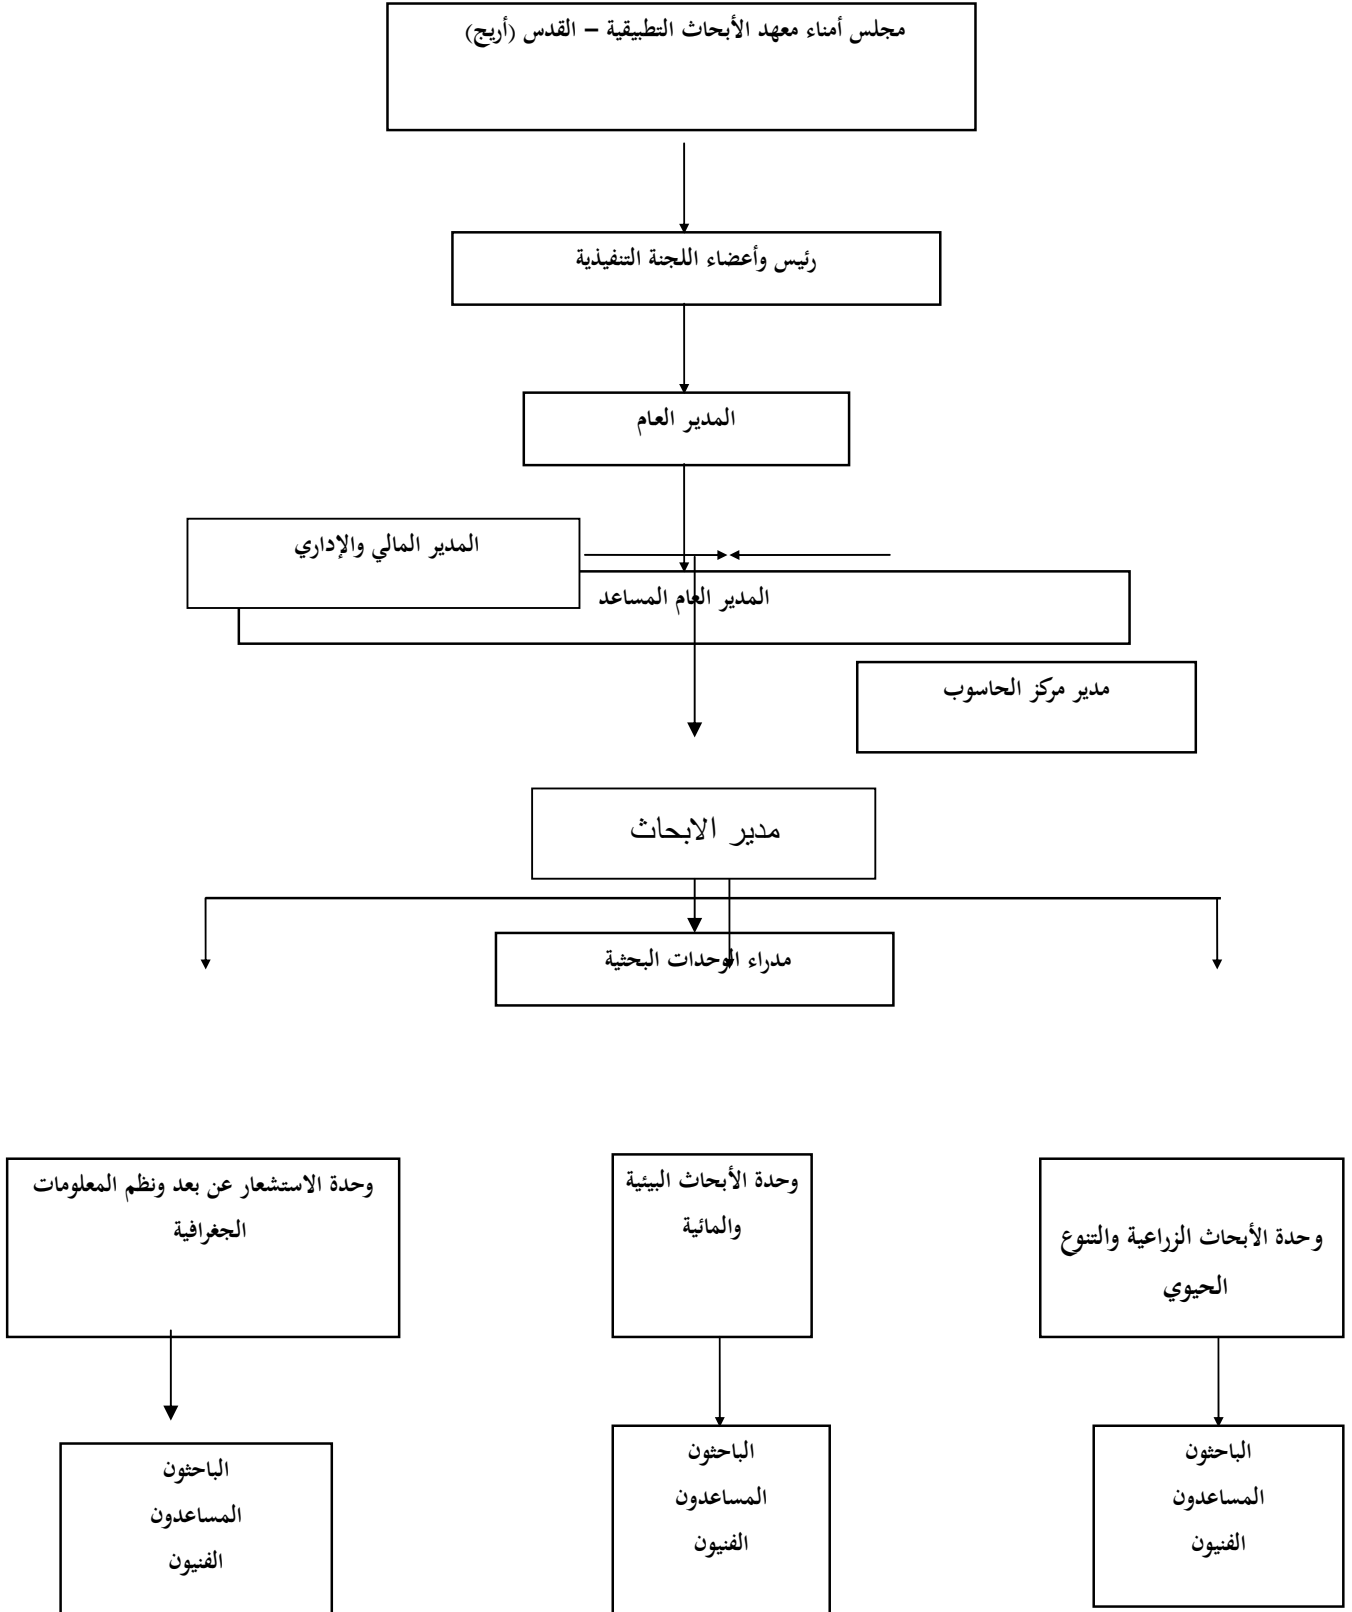 مجلس أمناء معهد الأبحاث التطبيقية – القدس (أريج)
رئيس وأعضاء اللجنة التنفيذية
المدير العام
المدير المالي والإداري
المدير العام المساعد
مدير مركز الحاسوب
مدير الابحاث
مدراء الوحدات البحثية
وحدة الأبحاث الزراعية والتنوع
الحيوي
وحدة الأبحاث البيئية
والمائية
وحدة الاستشعار عن بعد ونظم المعلومات
الجغرافية
الباحثون
المساعدون
الفنيون
الباحثون
المساعدون
الفنيون
الباحثون
المساعدون
الفنيون